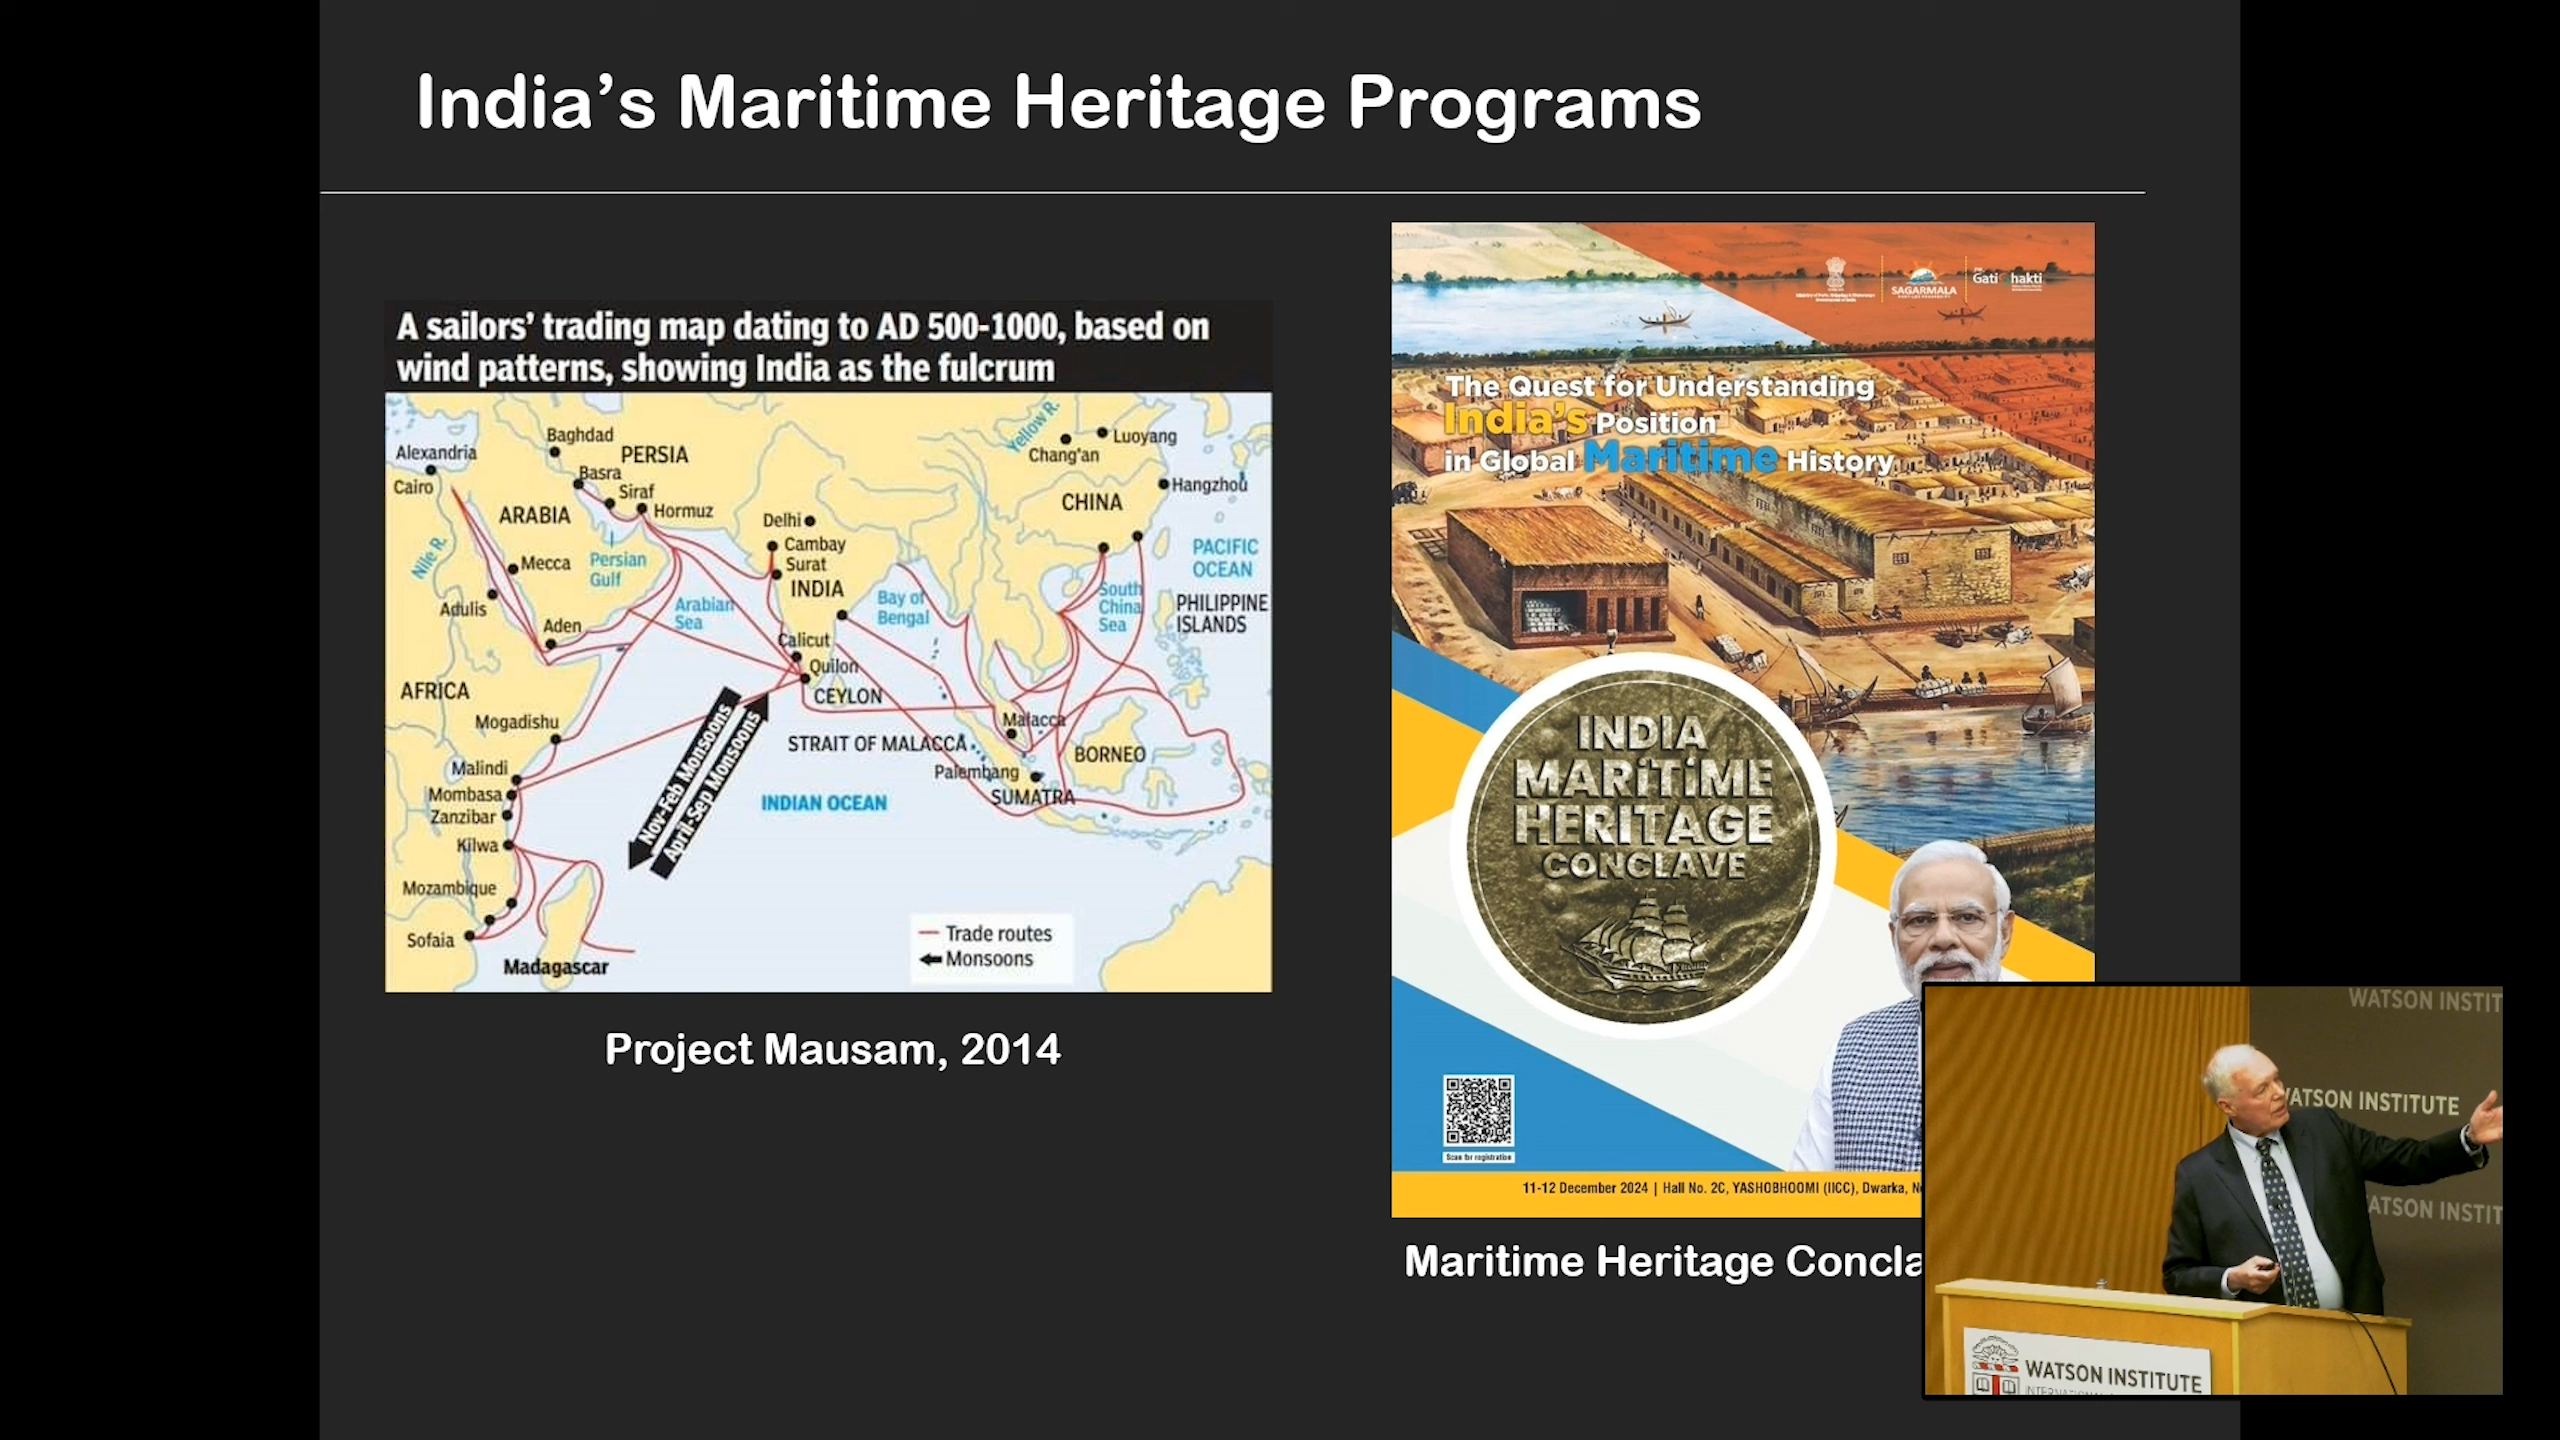 India's Maritime Heritage Programs
A sailors' trading map dating to AD 500-1000, based on
wind patterns, showing India as the fulcrum
Alexandria
Cairo
Nile R.
Baghdad
PERSIA
Basra
Siraf
Hormuz
ARABIA
Persian
Gulf
Mecca
Adulis
Aden
Arabian
Sea
Delhi
Cambay
Surat
INDIA
Calicut
Quilon
CEYLON
Bay of
Bengal
Yellow R.
Luoyang
Chang'an
Hangzhou
CHINA
South
China
Sea
PACIFIC
OCEAN
PHILIPPINE
ISLANDS
AFRICA
Mogadishu
Malindi
Mombasa
Zanzibar
Kilwa
Mozambique
Sofaia
Madagascar
Nov-Feb Monsoons
April-Sep Monsoons
STRAIT OF MALACCA
Malacca
BORNEO
Palembang
SUMATRA
INDIAN OCEAN
Trade routes
Monsoons
Project Mausam, 2014
SAGARMALA
Gati hakti
The Quest for Understanding
India's Position
in Global Maritime History
INDIA
MARiTiME
HERITAGE
CONCLAVE
Scan for registration
11-12 December 2024 | Hall No. 2C, YASHOBHOOMI (IICC), Dwarka, N
Maritime Heritage Concla
WATSON INSTIT
WATSON INSTITUTE
ATSON INSTIT
WATSON INSTITUTE